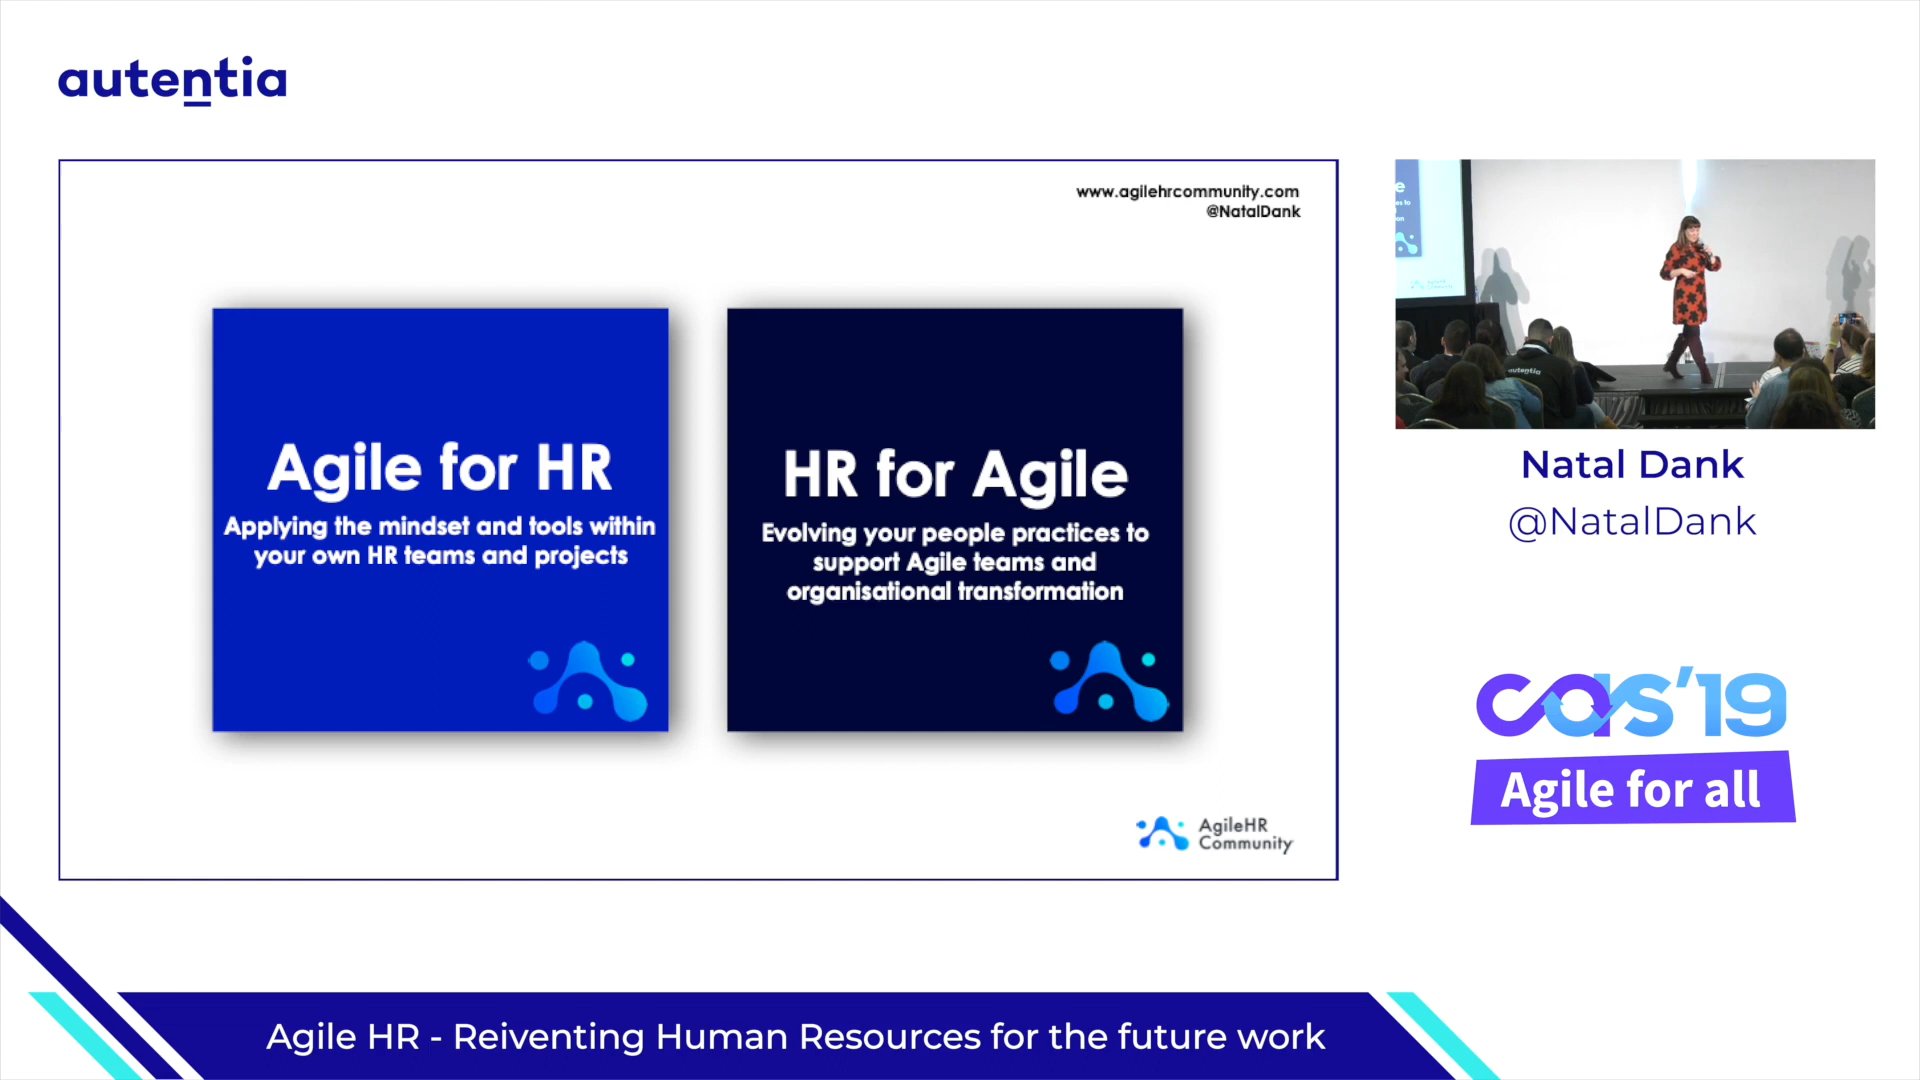 autentia
www.agilehrcommunity.com
@NatalDank
Agile for HR
Applying the mindset and tools within
your own HR teams and projects
HR for Agile
Evolving your people practices to
support Agile teams and
organisational transformation
AgileHR
Community
autentia
Natal Dank
@NatalDank
cas'19
Agile for all
Agile HR - Reiventing Human Resources for the future work